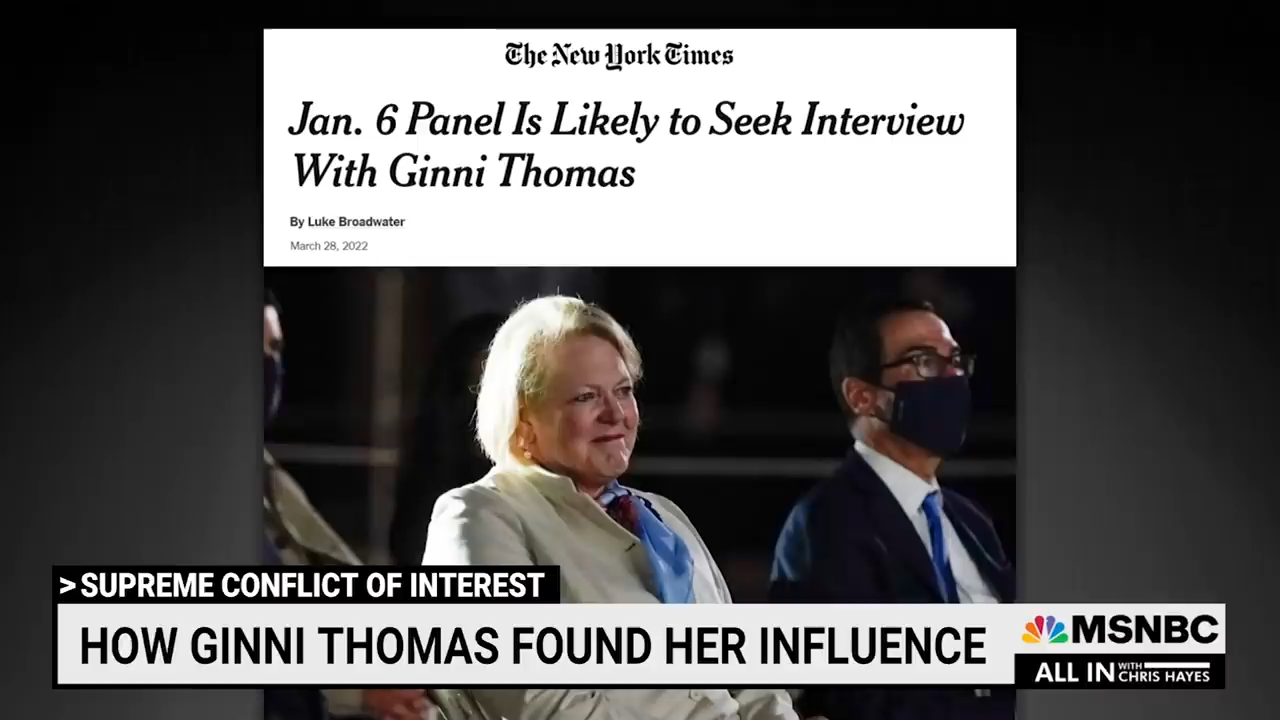 The New York Times
Jan. 6 Panel Is Likely to Seek Interview
With Ginni Thomas
By Luke Broadwater
March 28, 2022
>SUPREME CONFLICT OF INTEREST
HOW GINNI THOMAS FOUND HER INFLUENCE
MSNBC
ALL IN WITH CHRIS HAYES